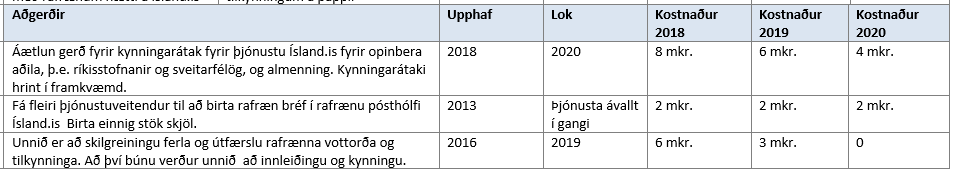 Aðgerðir Upphaf Lok Kostnaður 2018 Kostnaður 2019 Kostnaður 2020
Áætlun gerð fyrir kynningarátak fyrir þjónustu Ísland.is fyrir opinbera 2018 2020 8 mkr. 6 mkr. 4 mkr.
aðila, þ.e. ríkisstofnanir og sveitarfélög, og almenning. Kynningarátaki
hrint í framkvæmd.
Fá fleiri þjónustuveitendur til að birta rafræn bréf í rafrænu pósthólfi 2013 Þjónusta ávallt 2 mkr. 2 mkr. 2 mkr.
Ísland.is Birta einnig stök skjöl. í gangi
Unnið er að skilgreiningu ferla og útfærslu rafrænna vottorða og 2016 2019 6 mkr. 3 mkr. 0
tilkynninga. Að því búnu verður unnið að innleiðingu og kynningu.